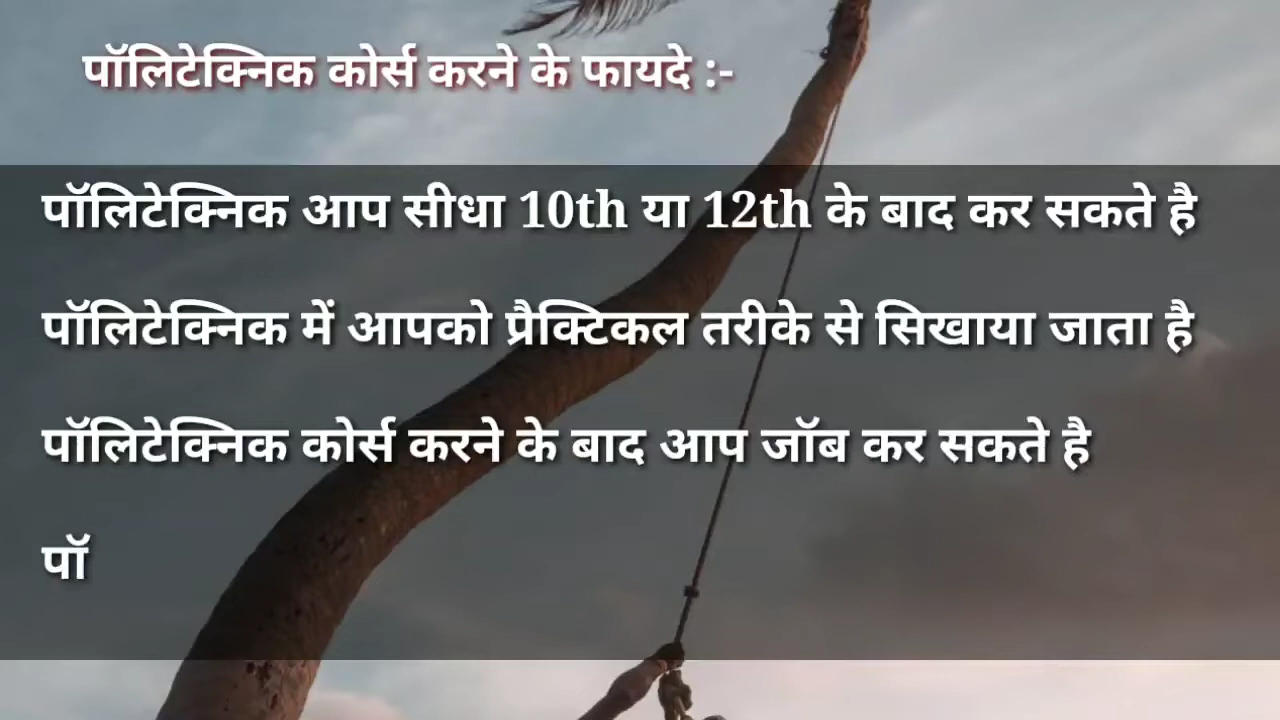 पॉलिटेक्निक कोर्स करने के फायदे :-
पॉलिटेक्निक आप सीधा 10th या 12th के बाद कर सकते है
पॉलिटेक्निक में आपको प्रैक्टिकल तरीके से सिखाया जाता है
पॉलिटेक्निक कोर्स करने के बाद आप जॉब कर सकते है
पॉ